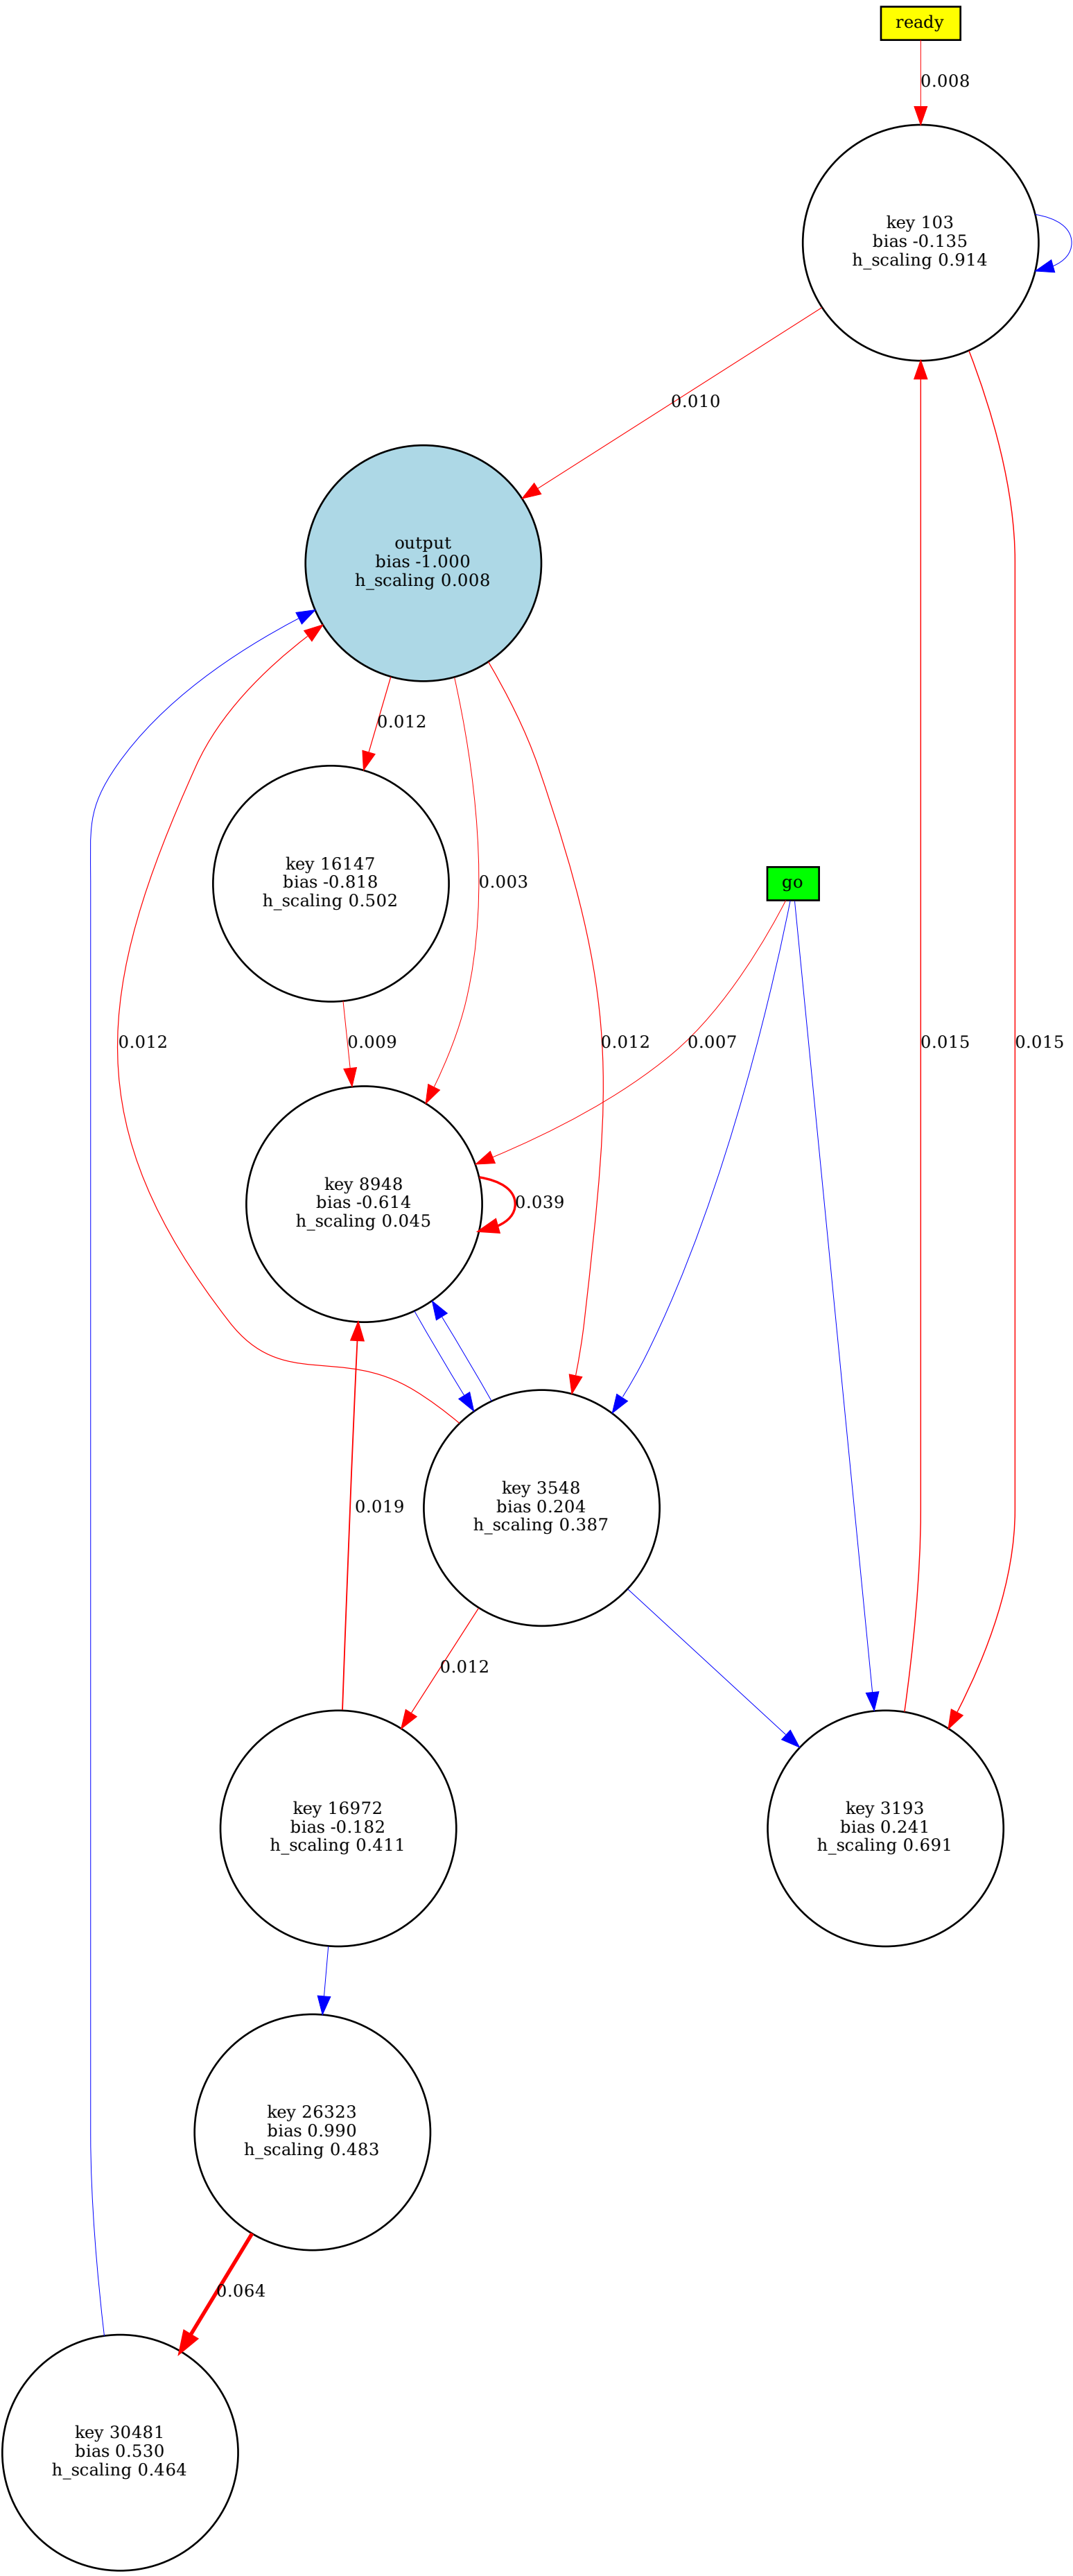 ready
0.008
key 103
bias -0.135
h_scaling 0.914
0.010
output
bias -1.000
h_scaling 0.008
0.012
key 16147
bias -0.818
h_scaling 0.502
0.003
go
0.012
0.009
0.012
0.007
0.015
0.015
key 8948
bias -0.614
h_scaling 0.045
0.039
key 3548
bias 0.204
h_scaling 0.387
0.019
0.012
key 16972
bias -0.182
h_scaling 0.411
key 3193
bias 0.241
h_scaling 0.691
key 26323
bias 0.990
h_scaling 0.483
0.064
key 30481
bias 0.530
h_scaling 0.464